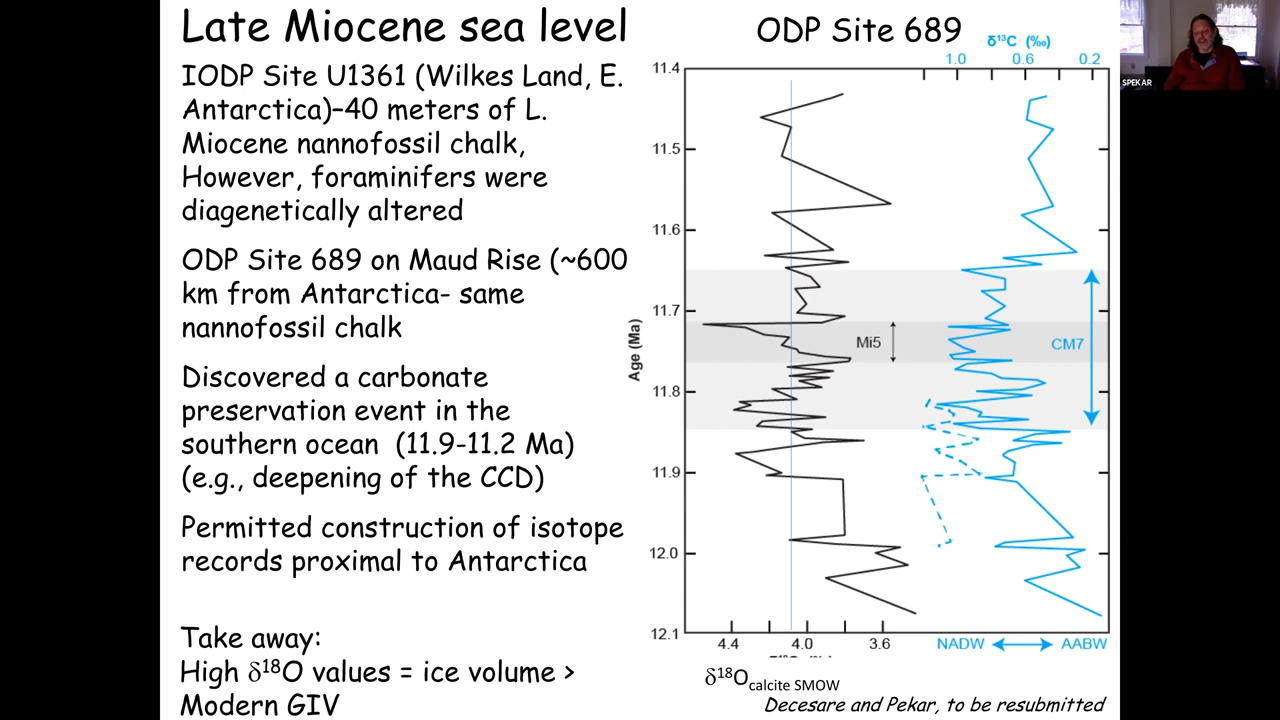 Late Miocene sea level
IODP Site U1361 (Wilkes Land, E.
Antarctica)–40 meters of L.
Miocene nannofossil chalk,
However, foraminifers were
diagenetically altered
ODP Site 689 on Maud Rise (~600
km from Antarctica- same
nannofossil chalk
Discovered a carbonate
preservation event in the
southern ocean (11.9-11.2 Ma)
(e.g., deepening of the CCD)
Permitted construction of isotope
records proximal to Antarctica
Take away:
High δ¹⁸O values = ice volume >
Modern GIV
ODP Site 689
δ¹³C (‰)
1.0 0.6 0.2
11.4
11.5
11.6
11.7
11.8
11.9
12.0
12.1
Age (Ma)
Mi5
CM7
NADW AABW
4.4 4.0 3.6
δ¹⁸Ocalcite SMOW
Decesare and Pekar, to be resubmitted
SPEKAR